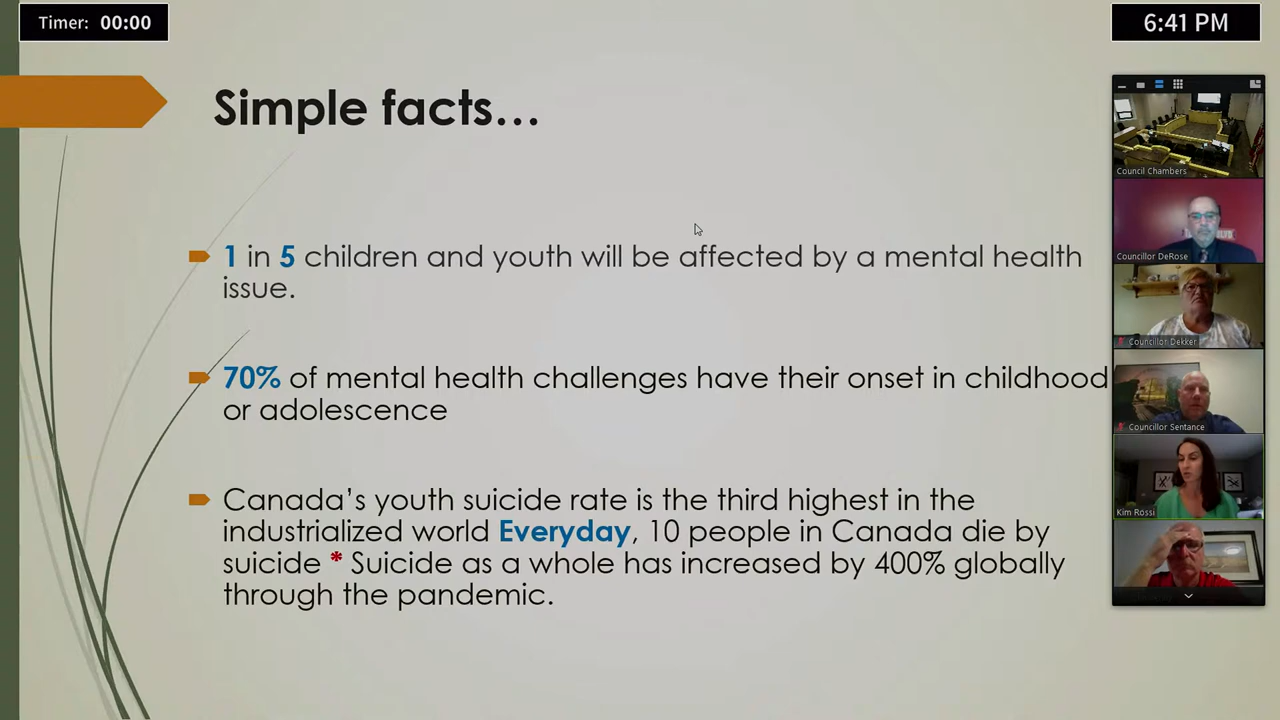 Timer: 00:00
6:41 PM
Simple facts...
1 in 5 children and youth will be affected by a mental health
issue.
70% of mental health challenges have their onset in childhood
or adolescence
Canada's youth suicide rate is the third highest in the
industrialized world Everyday, 10 people in Canada die by
suicide * Suicide as a whole has increased by 400% globally
through the pandemic.
Council Chambers
Councillor DeRose
Councillor Dekker
Councillor Sentance
Kim Rossi